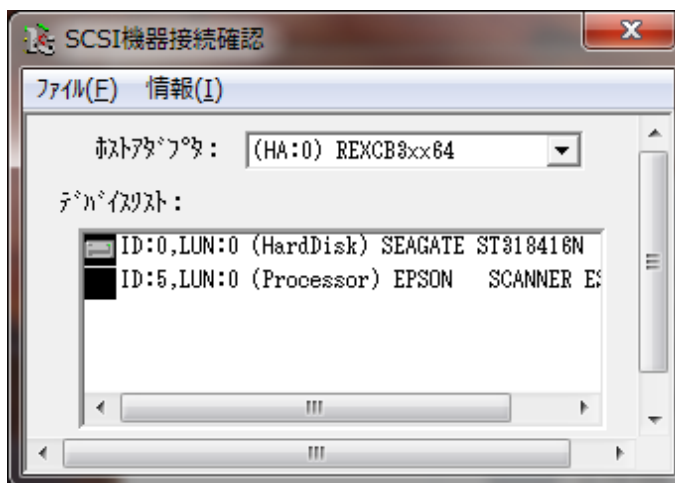 SCSI機器接続確認
ﾌｧｲﾙ(F) 情報(I)
ﾎｽﾄｱﾀﾞﾌﾟﾀ： (HA:0) REXCB3xx64
ﾃﾞﾊﾞｲｽﾘｽﾄ：
ID:0,LUN:0 (HardDisk) SEAGATE ST318416N
ID:5,LUN:0 (Processor) EPSON SCANNER